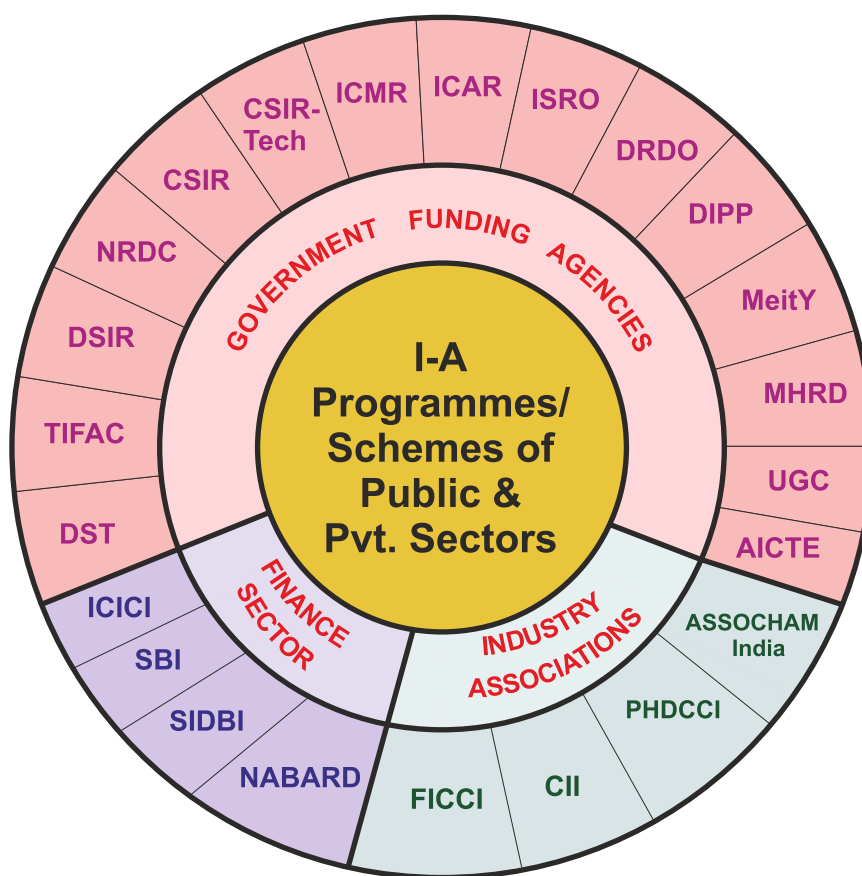 I-A
Programmes/
Schemes of
Public &
Pvt. Sectors
GOVERNMENT FUNDING AGENCIES
DST
TIFAC
DSIR
NRDC
CSIR
CSIR-
Tech
ICMR
ICAR
ISRO
DRDO
DIPP
MeitY
MHRD
UGC
AICTE
INDUSTRY
ASSOCIATIONS
ASSOCHAM
India
PHDCCI
CII
FICCI
FINANCE
SECTOR
NABARD
SIDBI
SBI
ICICI